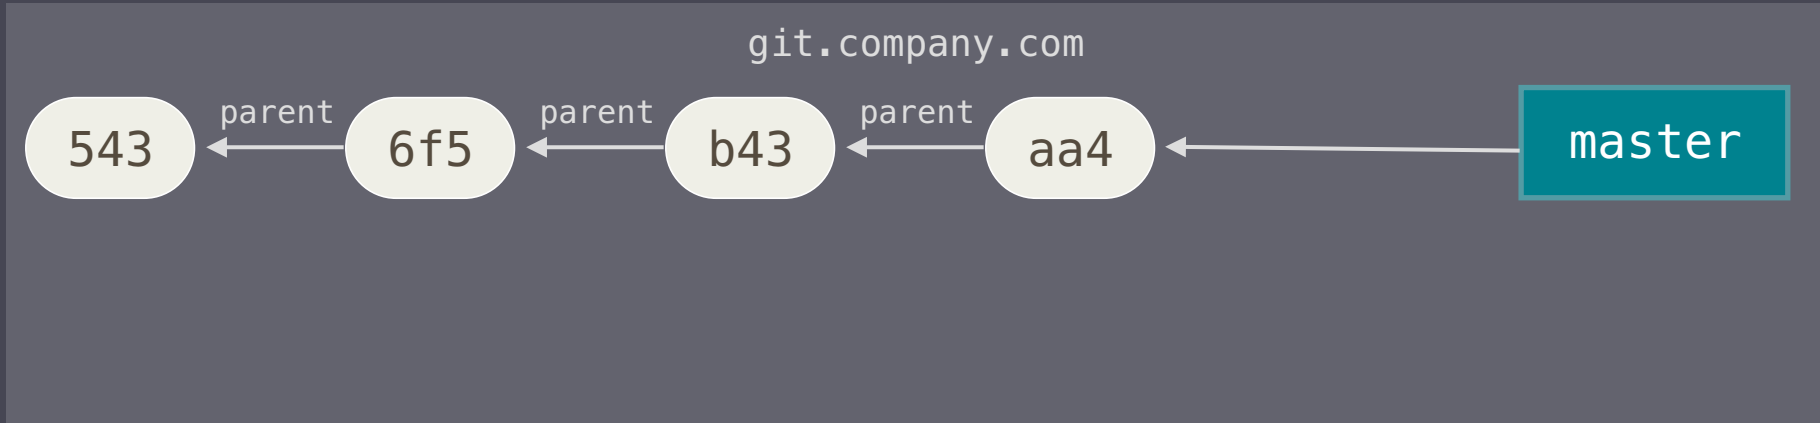 git.company.com
parent parent parent
543 6f5 b43 aa4 master